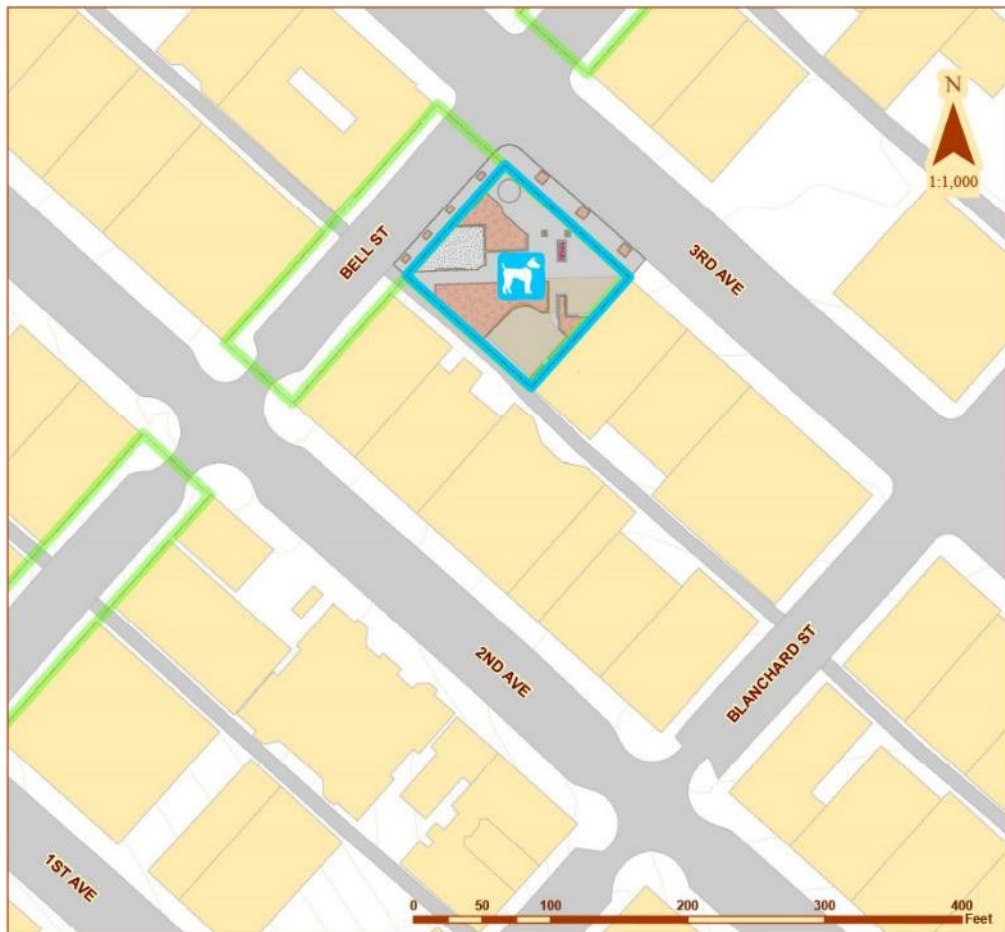 N
1:1,000
BELL ST
3RD AVE
2ND AVE
BLANCHARD ST
1ST AVE
0 50 100 200 300 400
Feet